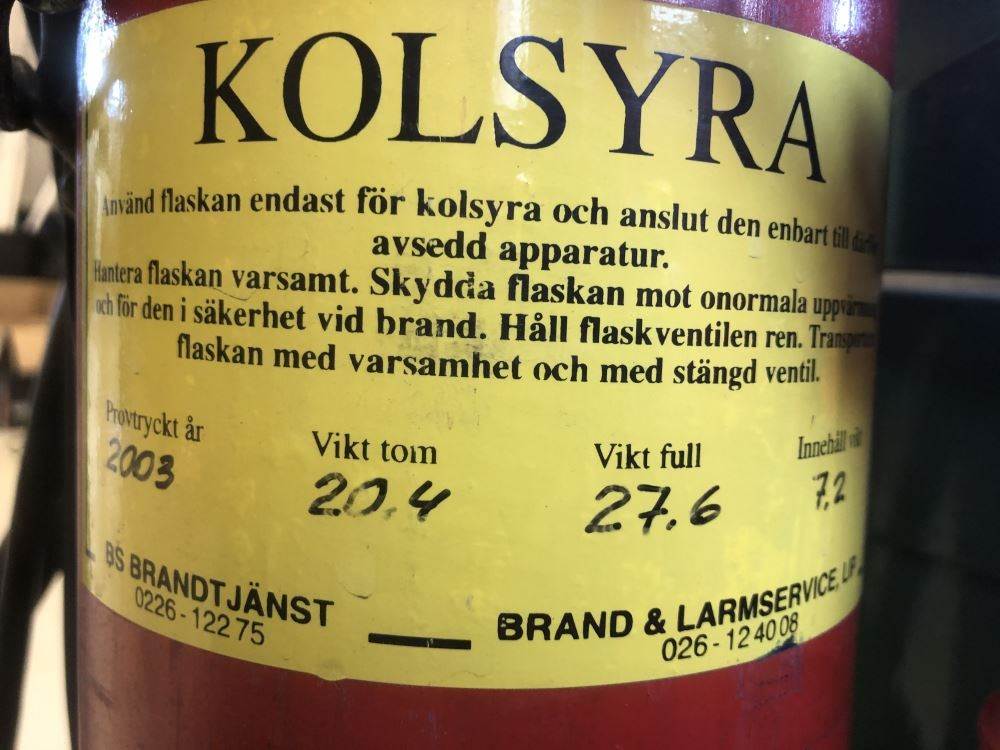 KOLSYRA
Använd flaskan endast för kolsyra och anslut den enbart till
avsedd apparatur.
Hantera flaskan varsamt. Skydda flaskan mot onormala
och för den i säkerhet vid brand. Håll flaskventilen ren.
flaskan med varsamhet och med stängd ventil.
Provtryckt år Vikt tom Vikt full Innehåll vikt
2003 20.4 27.6 7,2
BS BRANDTJÄNST BRAND & LARMSERVICE,
0226-122 75 026-12 40 08